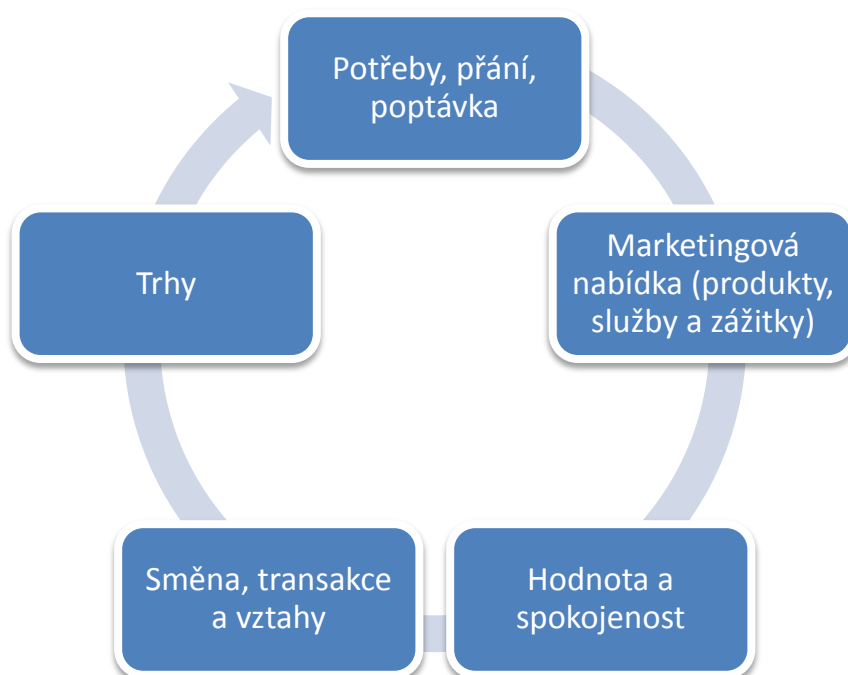 Potřeby, přání,
poptávka
Marketingová
nabídka (produkty,
služby a zážitky)
Hodnota a
spokojenost
Směna, transakce
a vztahy
Trhy